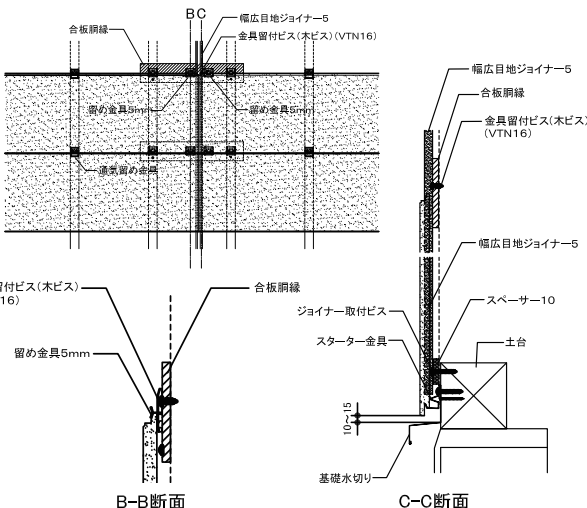 B C
幅広目地ジョイナー5
合板胴縁
金具留付ビス(木ビス)(VTN16)
留め金具5mm
留め金具5mm
通気留め金具
留付ビス(木ビス)
16)
合板胴縁
留め金具5mm
B-B断面
幅広目地ジョイナー5
合板胴縁
金具留付ビス(木ビス)
(VTN16)
幅広目地ジョイナー5
ジョイナー取付ビス
スペーサー10
スターター金具
土台
10~15
基礎水切り
C-C断面